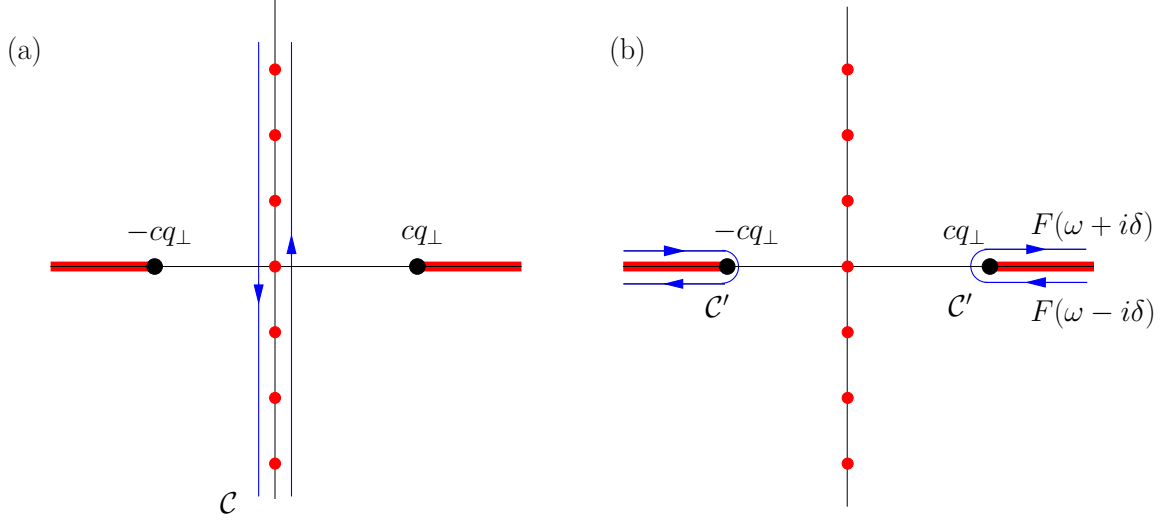 (a)
−cq⊥
cq⊥
C
(b)
−cq⊥
cq⊥
F(ω + iδ)
C′
C′
F(ω − iδ)